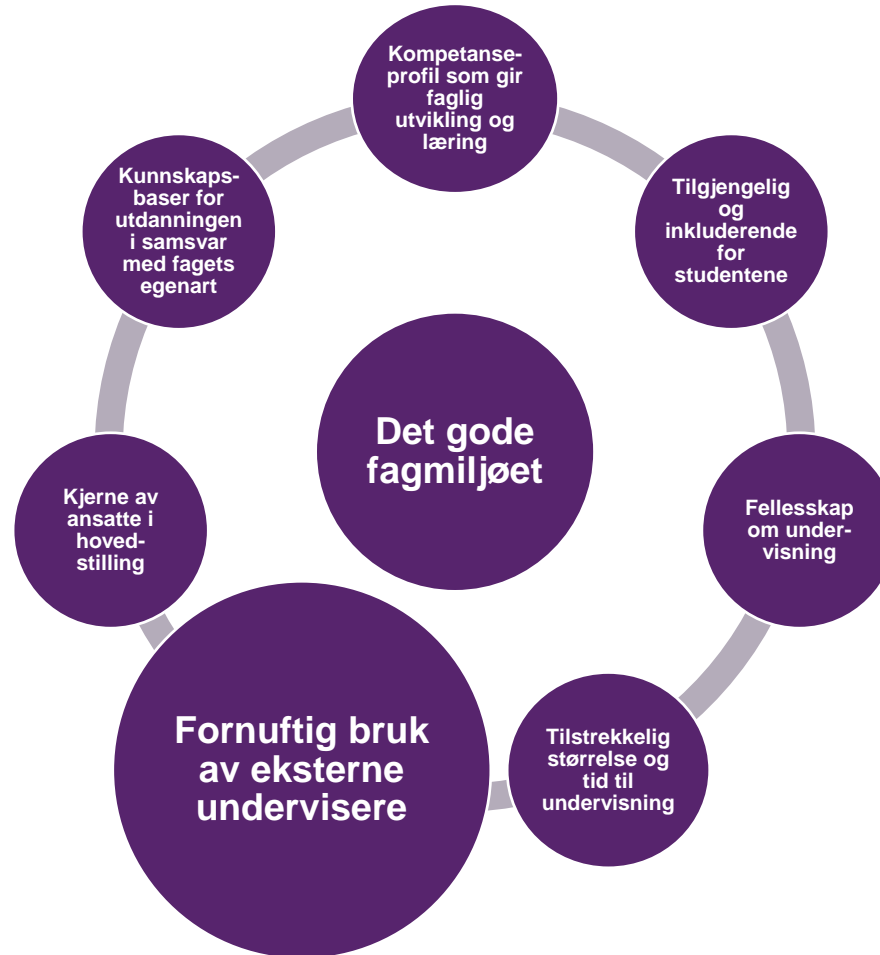 Kompetanse-
profil som gir
faglig
utvikling og
læring
Tilgjengelig
og
inkluderende
for
studentene
Fellesskap
om under-
visning
Tilstrekkelig
størrelse og
tid til
undervisning
Fornuftig bruk
av eksterne
undervisere
Kjerne av
ansatte i
hoved-
stilling
Kunnskaps-
baser for
utdanningen
i samsvar
med fagets
egenart
Det gode
fagmiljøet